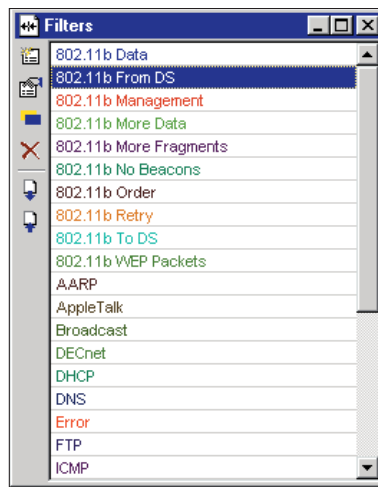 Filters
802.11b Data
802.11b From DS
802.11b Management
802.11b More Data
802.11b More Fragments
802.11b No Beacons
802.11b Order
802.11b Retry
802.11b To DS
802.11b WEP Packets
AARP
AppleTalk
Broadcast
DECnet
DHCP
DNS
Error
FTP
ICMP